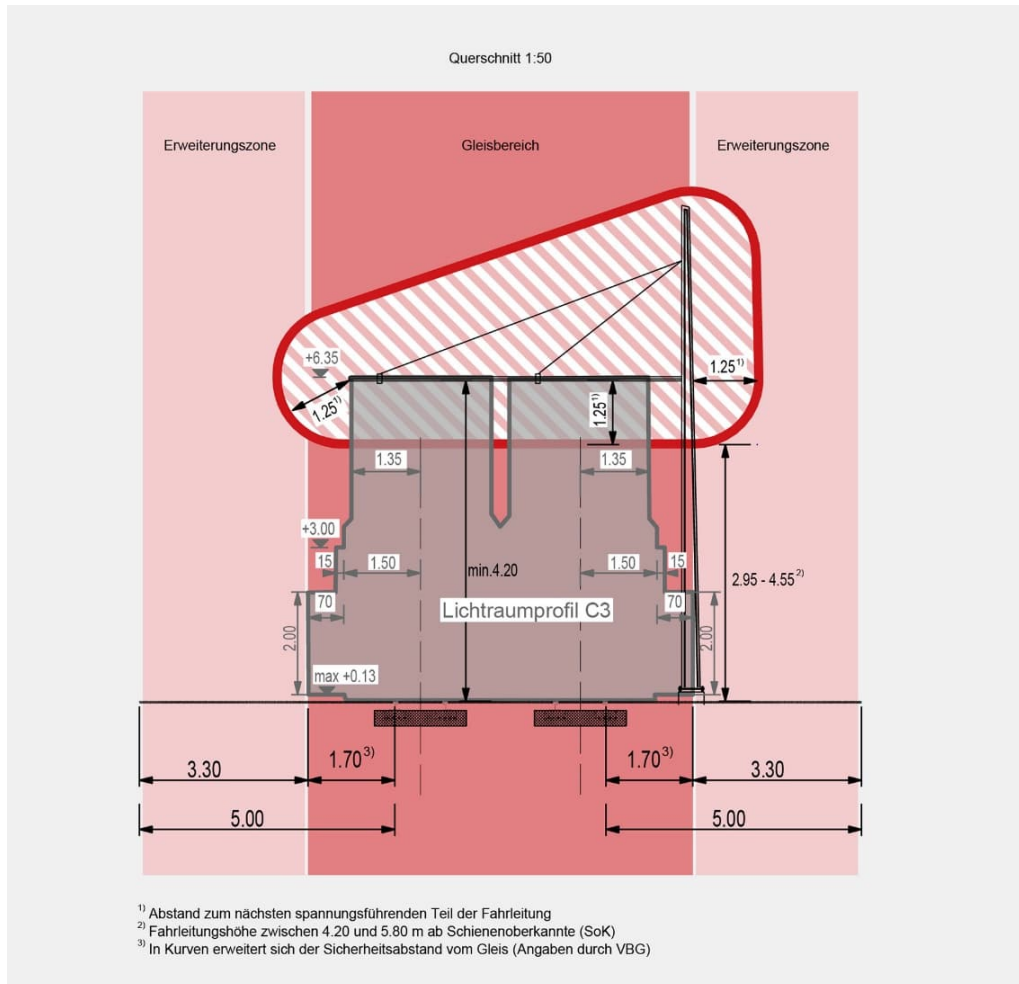 Querschnitt 1:50
Erweiterungszone
Gleisbereich
Erweiterungszone
+6.35
1.25¹⁾
1.25¹⁾
1.25¹⁾
1.35
1.35
+3.00
15
1.50
min.4.20
1.50
15
2.95 - 4.55²⁾
70
Lichtraumprofil C3
70
2.00
2.00
max +0.13
3.30
1.70³⁾
1.70³⁾
3.30
5.00
5.00
¹⁾ Abstand zum nächsten spannungsführenden Teil der Fahrleitung
²⁾ Fahrleitungshöhe zwischen 4.20 und 5.80 m ab Schienenoberkannte (SoK)
³⁾ In Kurven erweitert sich der Sicherheitsabstand vom Gleis (Angaben durch VBG)